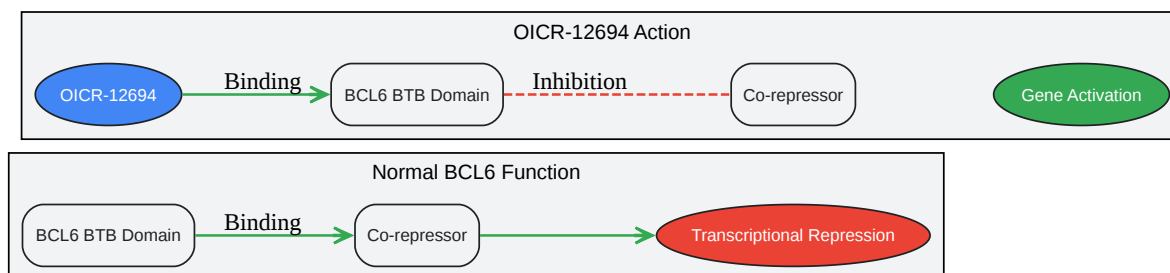 OICR-12694 Action
OICR-12694
Binding
BCL6 BTB Domain
Inhibition
Co-repressor
Gene Activation
Normal BCL6 Function
BCL6 BTB Domain
Binding
Co-repressor
Transcriptional Repression